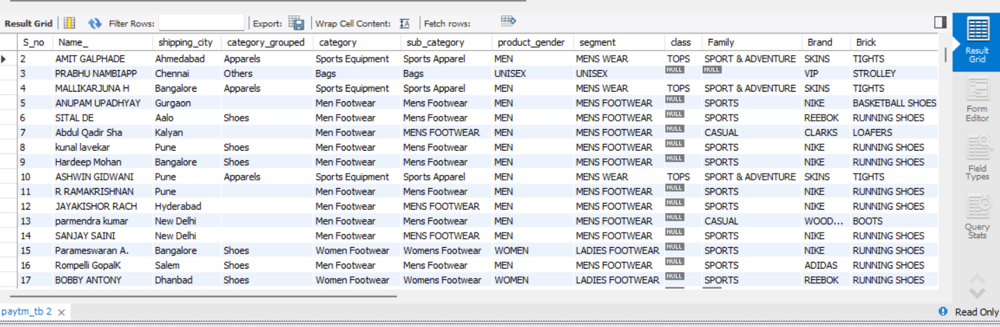 Result Grid Filter Rows: Export: Wrap Cell Content: Fetch rows:
S_no Name_ shipping_city category_grouped category sub_category product_gender segment class Family Brand Brick
2 AMIT GALPHADE Ahmedabad Apparels Sports Equipment Sports Apparel MEN MENS WEAR TOPS SPORT & ADVENTURE SKINS TIGHTS
3 PRABHU NAMBIAPP Chennai Others Bags Bags UNISEX UNISEX NULL NULL VIP STROLLEY
4 MALLIKARJUNA H Bangalore Apparels Sports Equipment Sports Apparel MEN MENS WEAR TOPS SPORT & ADVENTURE SKINS TIGHTS
5 ANUPAM UPADHYAY Gurgaon Men Footwear Mens Footwear MEN MENS FOOTWEAR NULL SPORTS NIKE BASKETBALL SHOES
6 SITAL DE Aalo Shoes Men Footwear Mens Footwear MEN MENS FOOTWEAR NULL SPORTS REEBOK RUNNING SHOES
7 Abdul Qadir Sha Kalyan Men Footwear MENS FOOTWEAR MEN MENS FOOTWEAR NULL CASUAL CLARKS LOAFERS
8 kunal lavekar Pune Shoes Men Footwear Mens Footwear MEN MENS FOOTWEAR NULL SPORTS NIKE RUNNING SHOES
9 Hardeep Mohan Bangalore Shoes Men Footwear Mens Footwear MEN MENS FOOTWEAR NULL SPORTS NIKE RUNNING SHOES
10 ASHWIN GIDWANI Pune Apparels Sports Equipment Sports Apparel MEN MENS WEAR TOPS SPORT & ADVENTURE SKINS TIGHTS
11 R RAMAKRISHNAN Pune Men Footwear Mens Footwear MEN MENS FOOTWEAR NULL SPORTS NIKE RUNNING SHOES
12 JAYAKISHOR RACH Hyderabad Men Footwear MENS FOOTWEAR MEN MENS FOOTWEAR NULL SPORTS NIKE RUNNING SHOES
13 parmendra kumar New Delhi Men Footwear Mens Footwear MEN MENS FOOTWEAR NULL CASUAL WOOD... BOOTS
14 SANJAY SAINI New Delhi Men Footwear MENS FOOTWEAR MEN MENS FOOTWEAR NULL SPORTS NIKE RUNNING SHOES
15 Parameswaran A. Bangalore Shoes Women Footwear Womens Footwear WOMEN LADIES FOOTWEAR NULL SPORTS NIKE RUNNING SHOES
16 Rompelli GopalK Salem Shoes Men Footwear Mens Footwear MEN MENS FOOTWEAR NULL SPORTS ADIDAS RUNNING SHOES
17 BOBBY ANTONY Dhanbad Shoes Women Footwear Womens Footwear WOMEN LADIES FOOTWEAR NULL SPORTS REEBOK RUNNING SHOES
Result
Grid
Form
Editor
Field
Types
Query
Stats
paytm_tb 2 Read Only